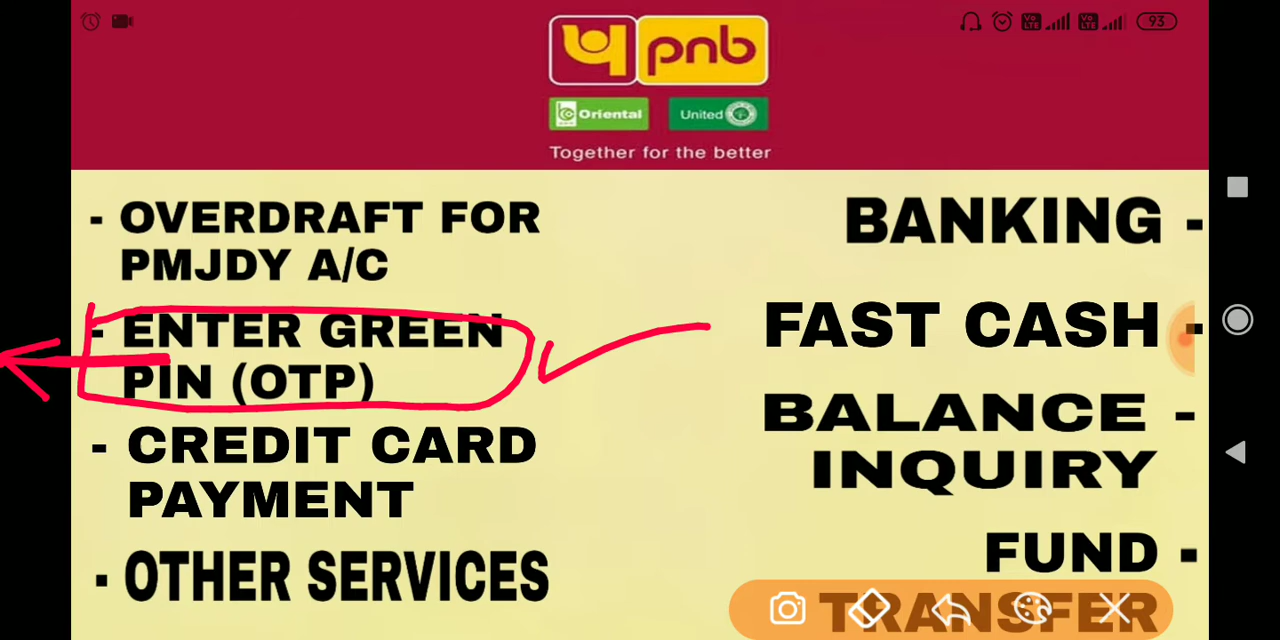 93
पी pnb
Oriental United
Together for the better
- OVERDRAFT FOR
PMJDY A/C
- ENTER GREEN
PIN (OTP)
- CREDIT CARD
PAYMENT
- OTHER SERVICES
BANKING -
FAST CASH -
BALANCE -
INQUIRY
FUND -
TRANSFER